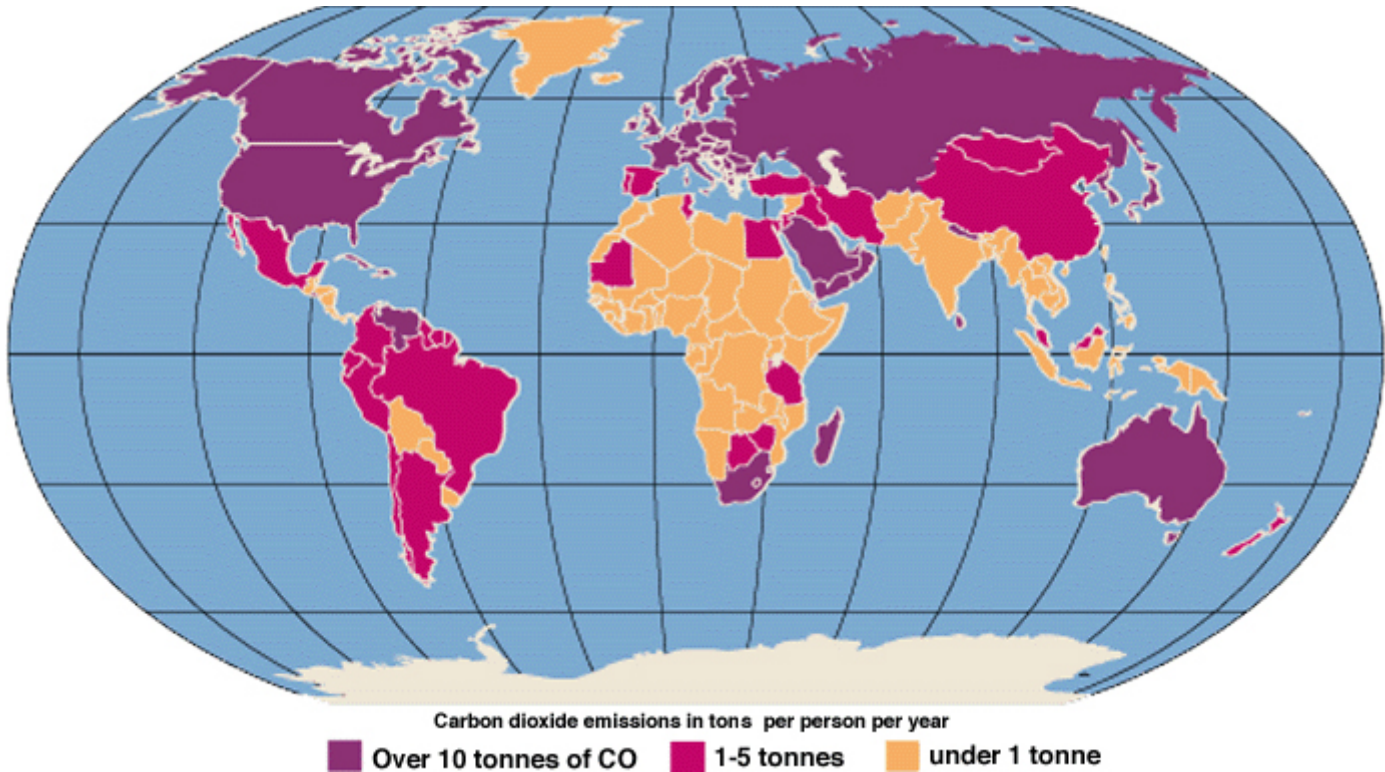 Carbon dioxide emissions in tons per person per year
Over 10 tonnes of CO 1-5 tonnes under 1 tonne